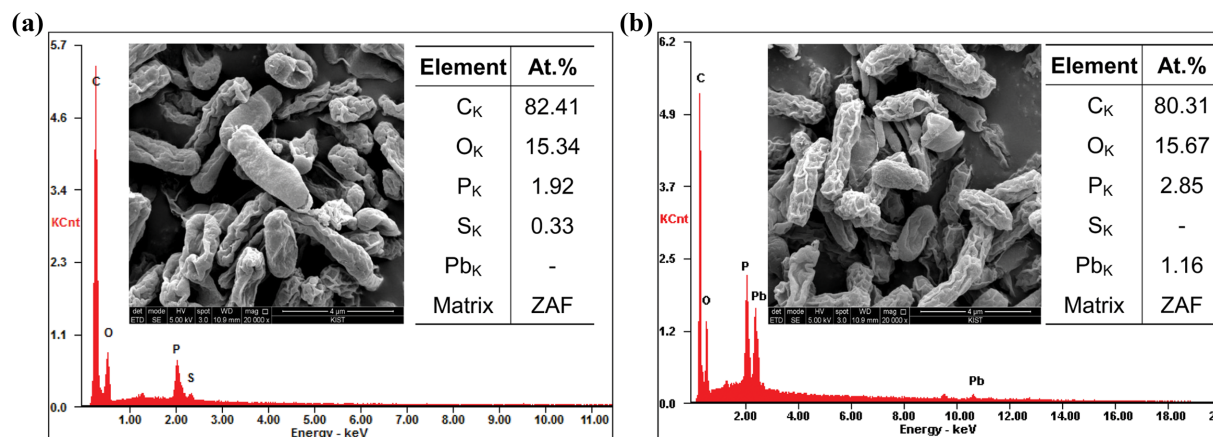 (a)
5.7
4.6
3.4
KCnt
2.3
1.1
0.0
C
O
P
S
1.00 2.00 3.00 4.00 5.00 6.00 7.00 8.00 9.00 10.00 11.00
Energy - keV
det mode HV spot WD mag □ 4 µm
ETD SE 5.00 kV 3.0 10.9 mm 20 000 x KIST
Element At.%
CK 82.41
OK 15.34
PK 1.92
SK 0.33
PbK -
Matrix ZAF
(b)
6.2
4.9
3.7
KCnt
2.5
1.2
0.0
C
O
P
Pb
Pb
2.00 4.00 6.00 8.00 10.00 12.00 14.00 16.00 18.00
Energy - keV
det mode HV spot WD mag □ 4 µm
ETD SE 5.00 kV 3.0 10.9 mm 20 000 x KIST
Element At.%
CK 80.31
OK 15.67
PK 2.85
SK -
PbK 1.16
Matrix ZAF